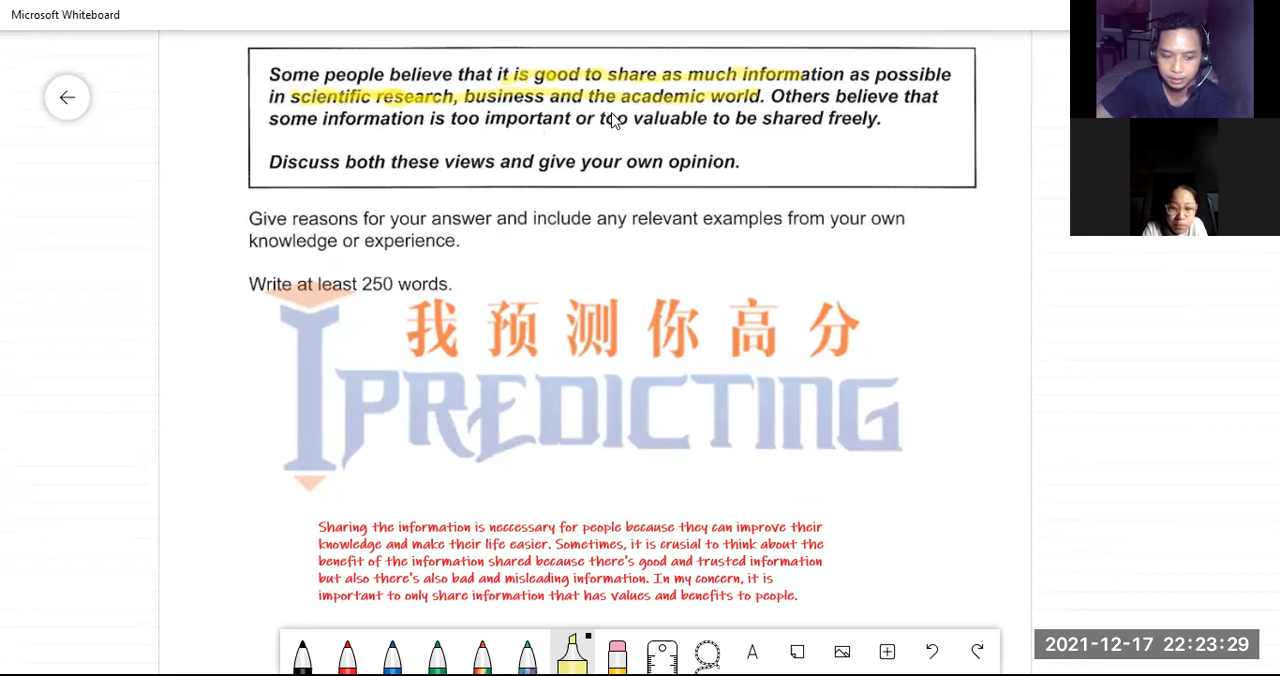 Microsoft Whiteboard
Some people believe that it is good to share as much information as possible
in scientific research, business and the academic world. Others believe that
some information is too important or too valuable to be shared freely.
Discuss both these views and give your own opinion.
Give reasons for your answer and include any relevant examples from your own
knowledge or experience.
Write at least 250 words.
我预测你高分
IPREDICTING
Sharing the information is neccessary for people because they can improve their
knowledge and make their life easier. Sometimes, it is crusial to think about the
benefit of the information shared because there's good and trusted information
but also there's also bad and misleading information. In my concern, it is
important to only share information that has values and benefits to people.
A
2021-12-17 22:23:29